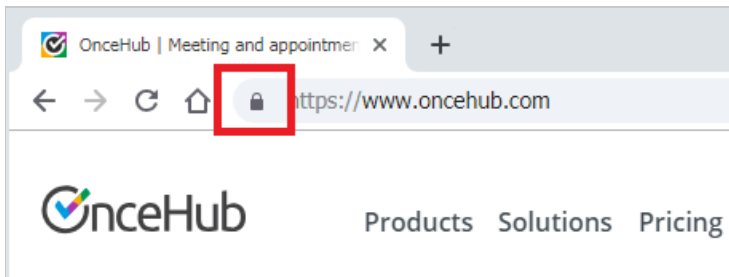 OnceHub | Meeting and appointmen
https://www.oncehub.com
OnceHub
Products Solutions Pricing